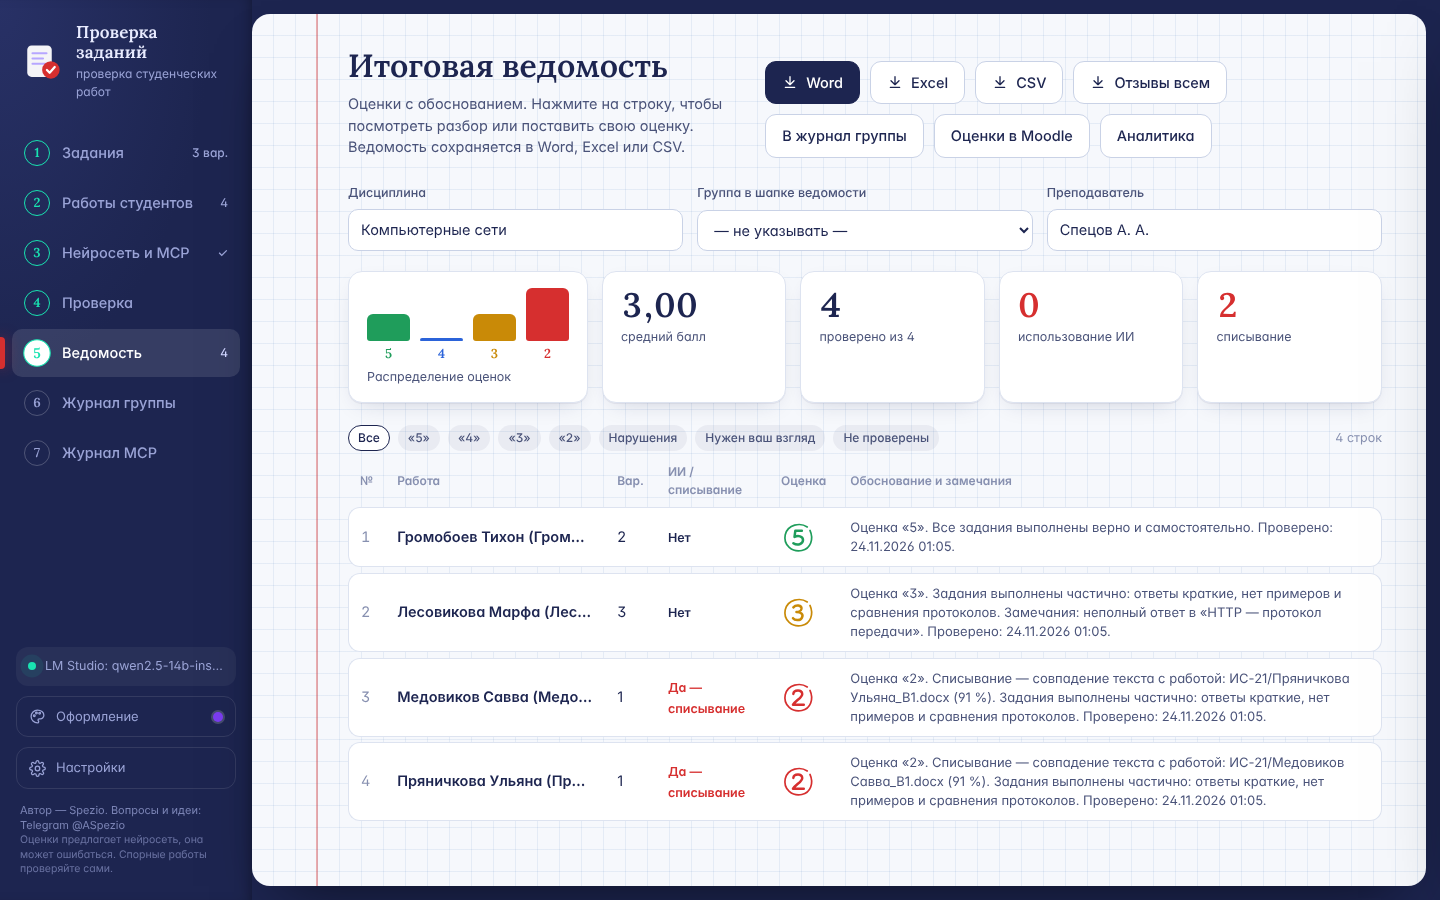 Проверка
заданий
проверка студенческих
работ
1 Задания 3 вар.
2 Работы студентов 4
3 Нейросеть и MCP ✓
4 Проверка
5 Ведомость 4
6 Журнал группы
7 Журнал MCP
LM Studio: qwen2.5-14b-ins...
Оформление
Настройки
Автор — Spezio. Вопросы и идеи:
Telegram @ASpezio
Оценки предлагает нейросеть, она
может ошибаться. Спорные работы
проверяйте сами.
Итоговая ведомость
Оценки с обоснованием. Нажмите на строку, чтобы
посмотреть разбор или поставить свою оценку.
Ведомость сохраняется в Word, Excel или CSV.
Word Excel CSV Отзывы всем
В журнал группы Оценки в Moodle Аналитика
Дисциплина Группа в шапке ведомости Преподаватель
Компьютерные сети — не указывать — Спецов А. А.
5 4 3 2
Распределение оценок
3,00
средний балл
4
проверено из 4
0
использование ИИ
2
списывание
Все «5» «4» «3» «2» Нарушения Нужен ваш взгляд Не проверены 4 строк
№ Работа Вар. ИИ / списывание Оценка Обоснование и замечания
1 Громобоев Тихон (Гром... 2 Нет 5
Оценка «5». Все задания выполнены верно и самостоятельно. Проверено:
24.11.2026 01:05.
2 Лесовикова Марфа (Лес... 3 Нет 3
Оценка «3». Задания выполнены частично: ответы краткие, нет примеров и
сравнения протоколов. Замечания: неполный ответ в «HTTP — протокол
передачи». Проверено: 24.11.2026 01:05.
3 Медовиков Савва (Медо... 1 Да — списывание 2
Оценка «2». Списывание — совпадение текста с работой: ИС-21/Пряничкова
Ульяна_В1.docx (91 %). Задания выполнены частично: ответы краткие, нет
примеров и сравнения протоколов. Проверено: 24.11.2026 01:05.
4 Пряничкова Ульяна (Пр... 1 Да — списывание 2
Оценка «2». Списывание — совпадение текста с работой: ИС-21/Медовиков
Савва_В1.docx (91 %). Задания выполнены частично: ответы краткие, нет
примеров и сравнения протоколов. Проверено: 24.11.2026 01:05.